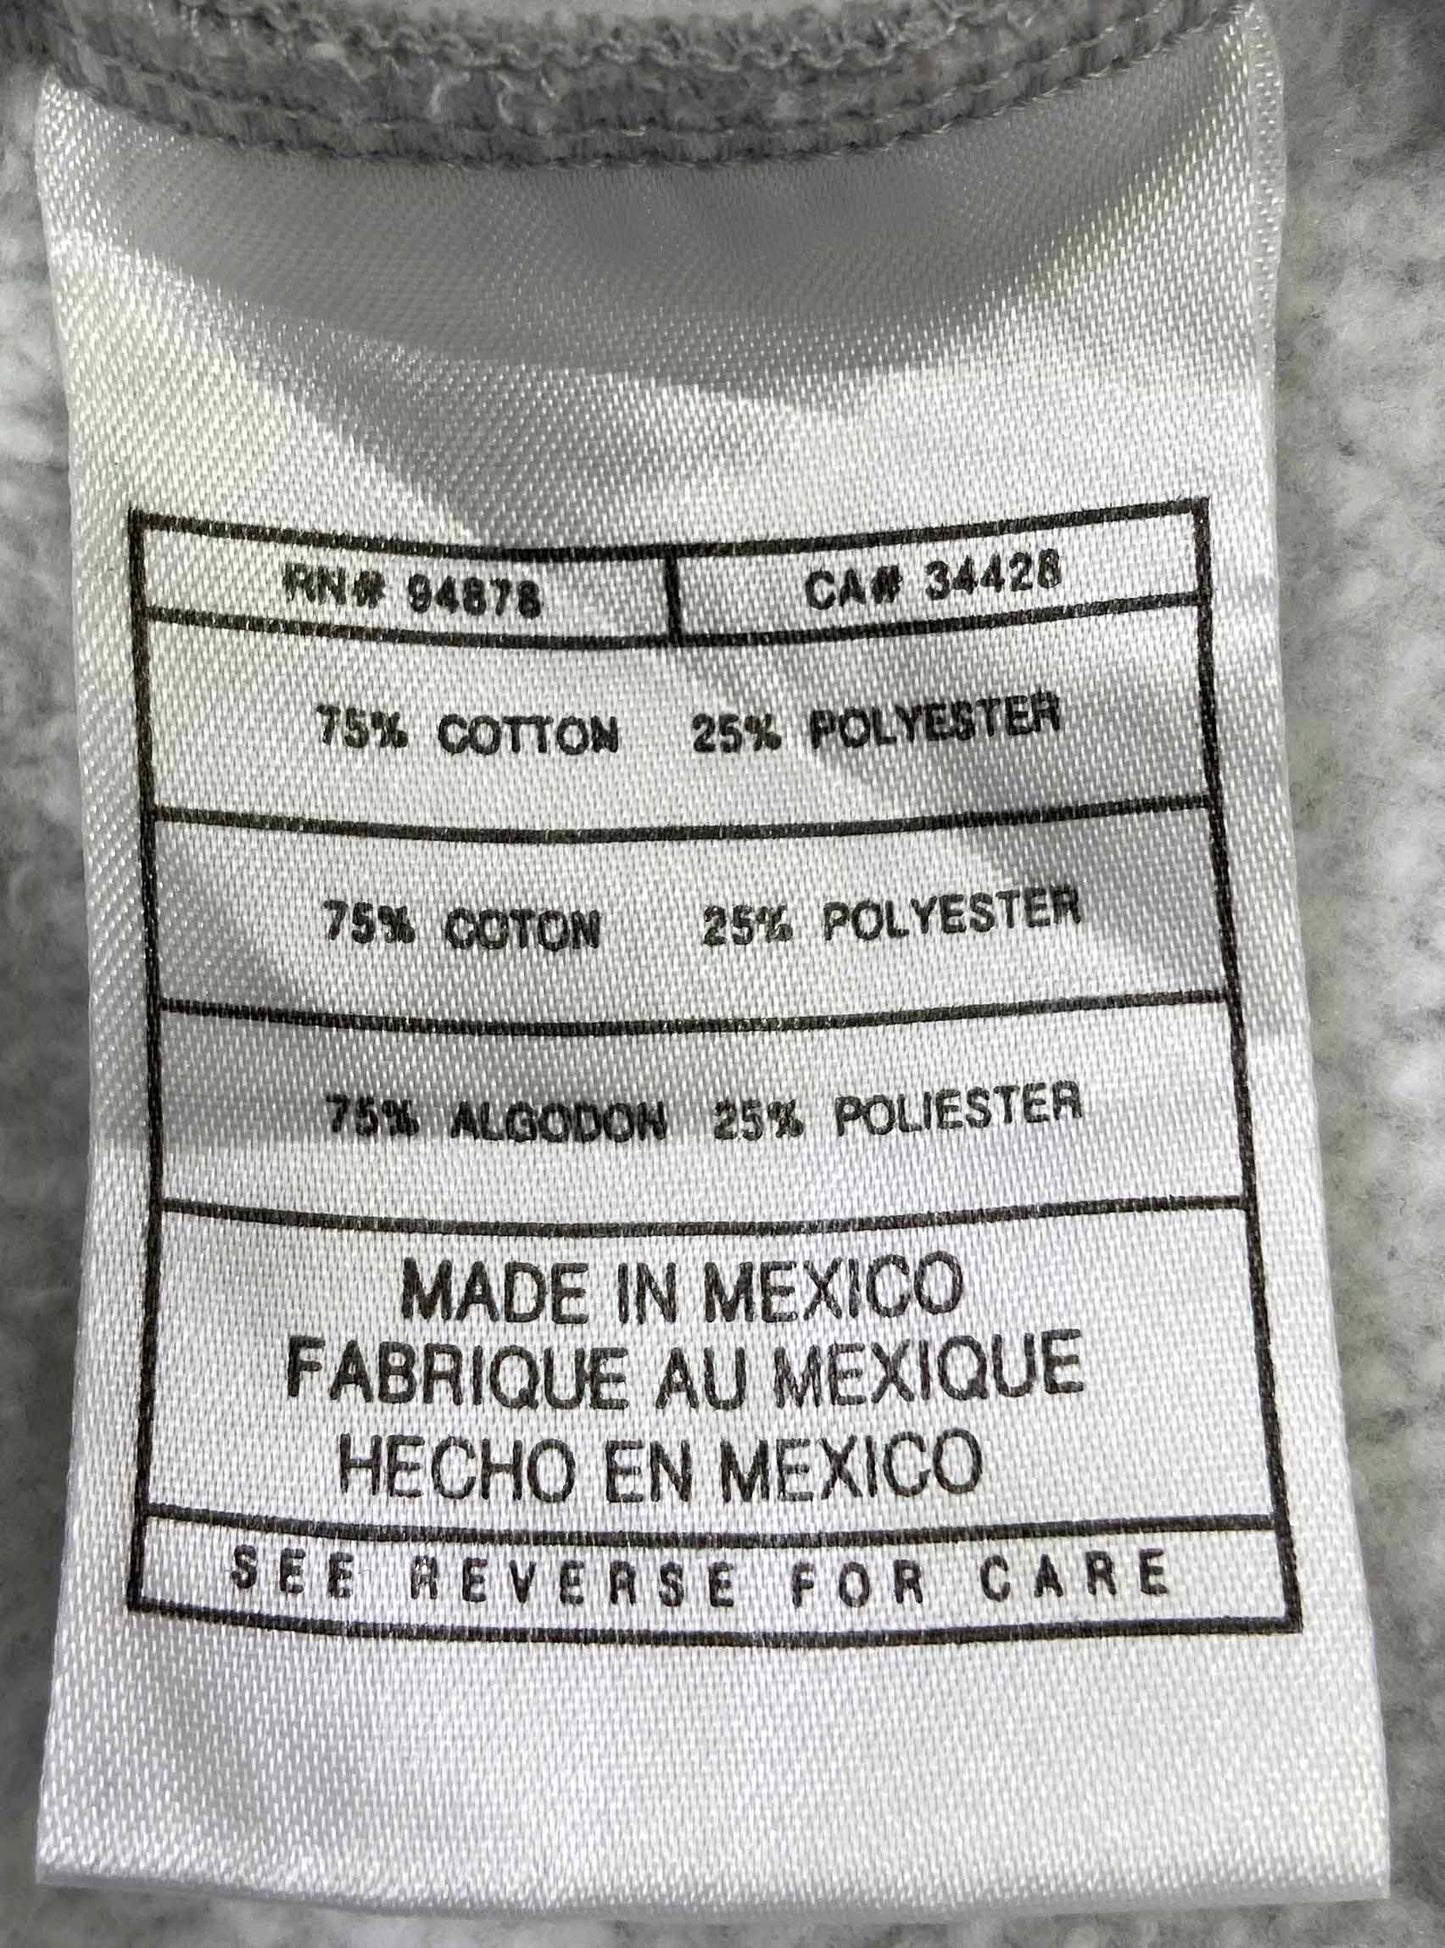 RN# 94878 CA# 34428
75% COTTON 25% POLYESTER
75% COTON 25% POLYESTER
75% ALGODON 25% POLIESTER
MADE IN MEXICO
FABRIQUE AU MEXIQUE
HECHO EN MEXICO
SEE REVERSE FOR CARE